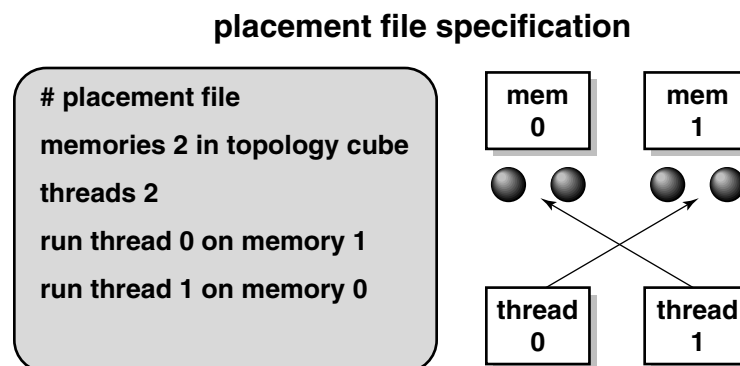 placement file specification
# placement file
memories 2 in topology cube
threads 2
run thread 0 on memory 1
run thread 1 on memory 0
mem
0
mem
1
thread
0
thread
1